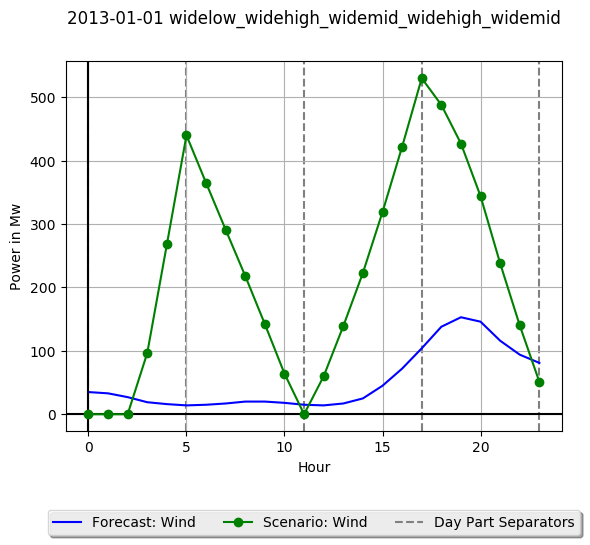 2013-01-01 widelow_widehigh_widemid_widehigh_widemid
500
400
300
200
100
0
Power in Mw
0 5 10 15 20
Hour
Forecast: Wind Scenario: Wind Day Part Separators